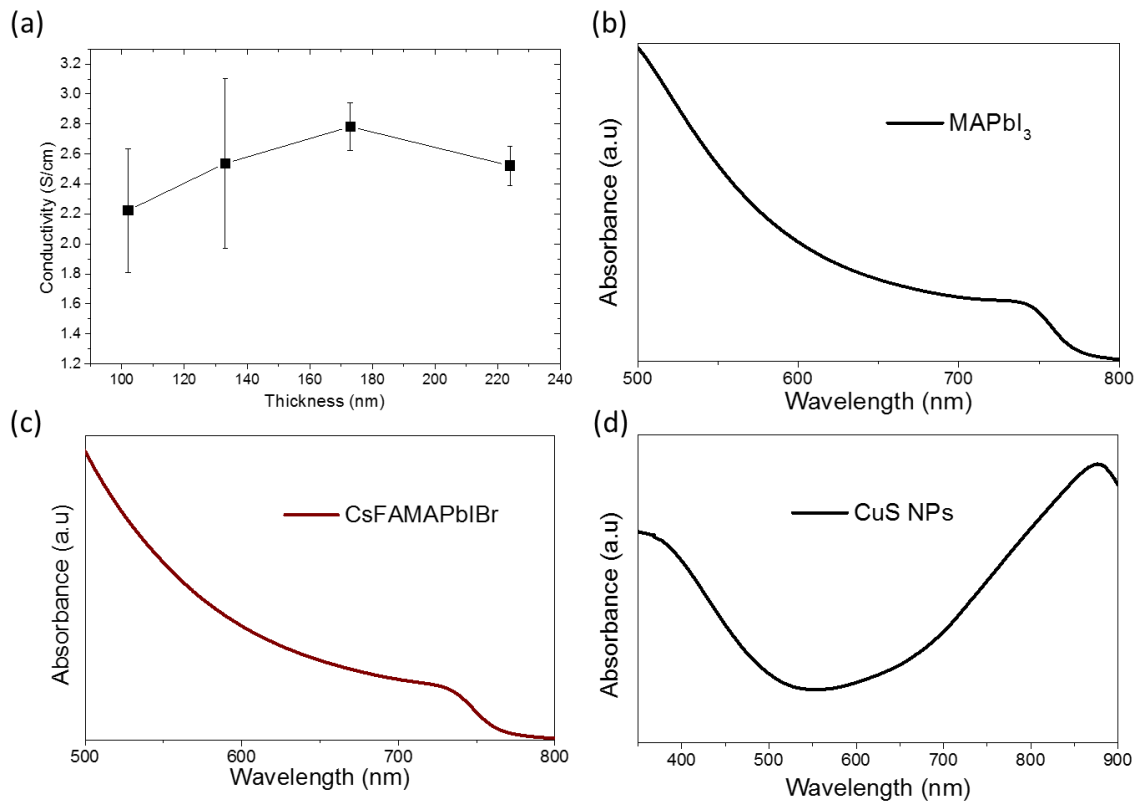 (a)
3.2
3.0
2.8
2.6
2.4
2.2
2.0
1.8
1.6
1.4
1.2
Conductivity (S/cm)
100 120 140 160 180 200 220 240
Thickness (nm)
(b)
Absorbance (a.u)
MAPbI₃
500 600 700 800
Wavelength (nm)
(c)
Absorbance (a.u)
CsFAMAPbIBr
500 600 700 800
Wavelength (nm)
(d)
Absorbance (a.u)
CuS NPs
400 500 600 700 800 900
Wavelength (nm)